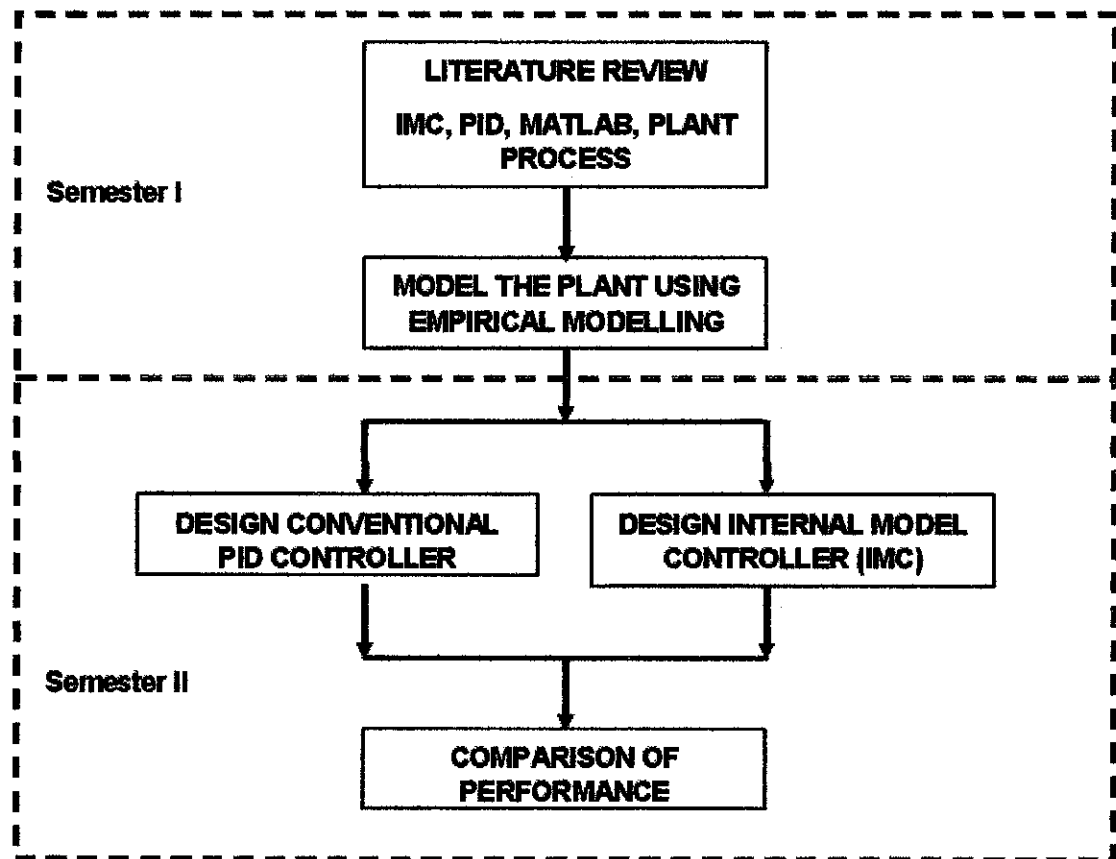 LITERATURE REVIEW
IMC, PID, MATLAB, PLANT
PROCESS
Semester I
MODEL THE PLANT USING
EMPIRICAL MODELLING
DESIGN CONVENTIONAL
PID CONTROLLER
DESIGN INTERNAL MODEL
CONTROLLER (IMC)
Semester II
COMPARISON OF
PERFORMANCE